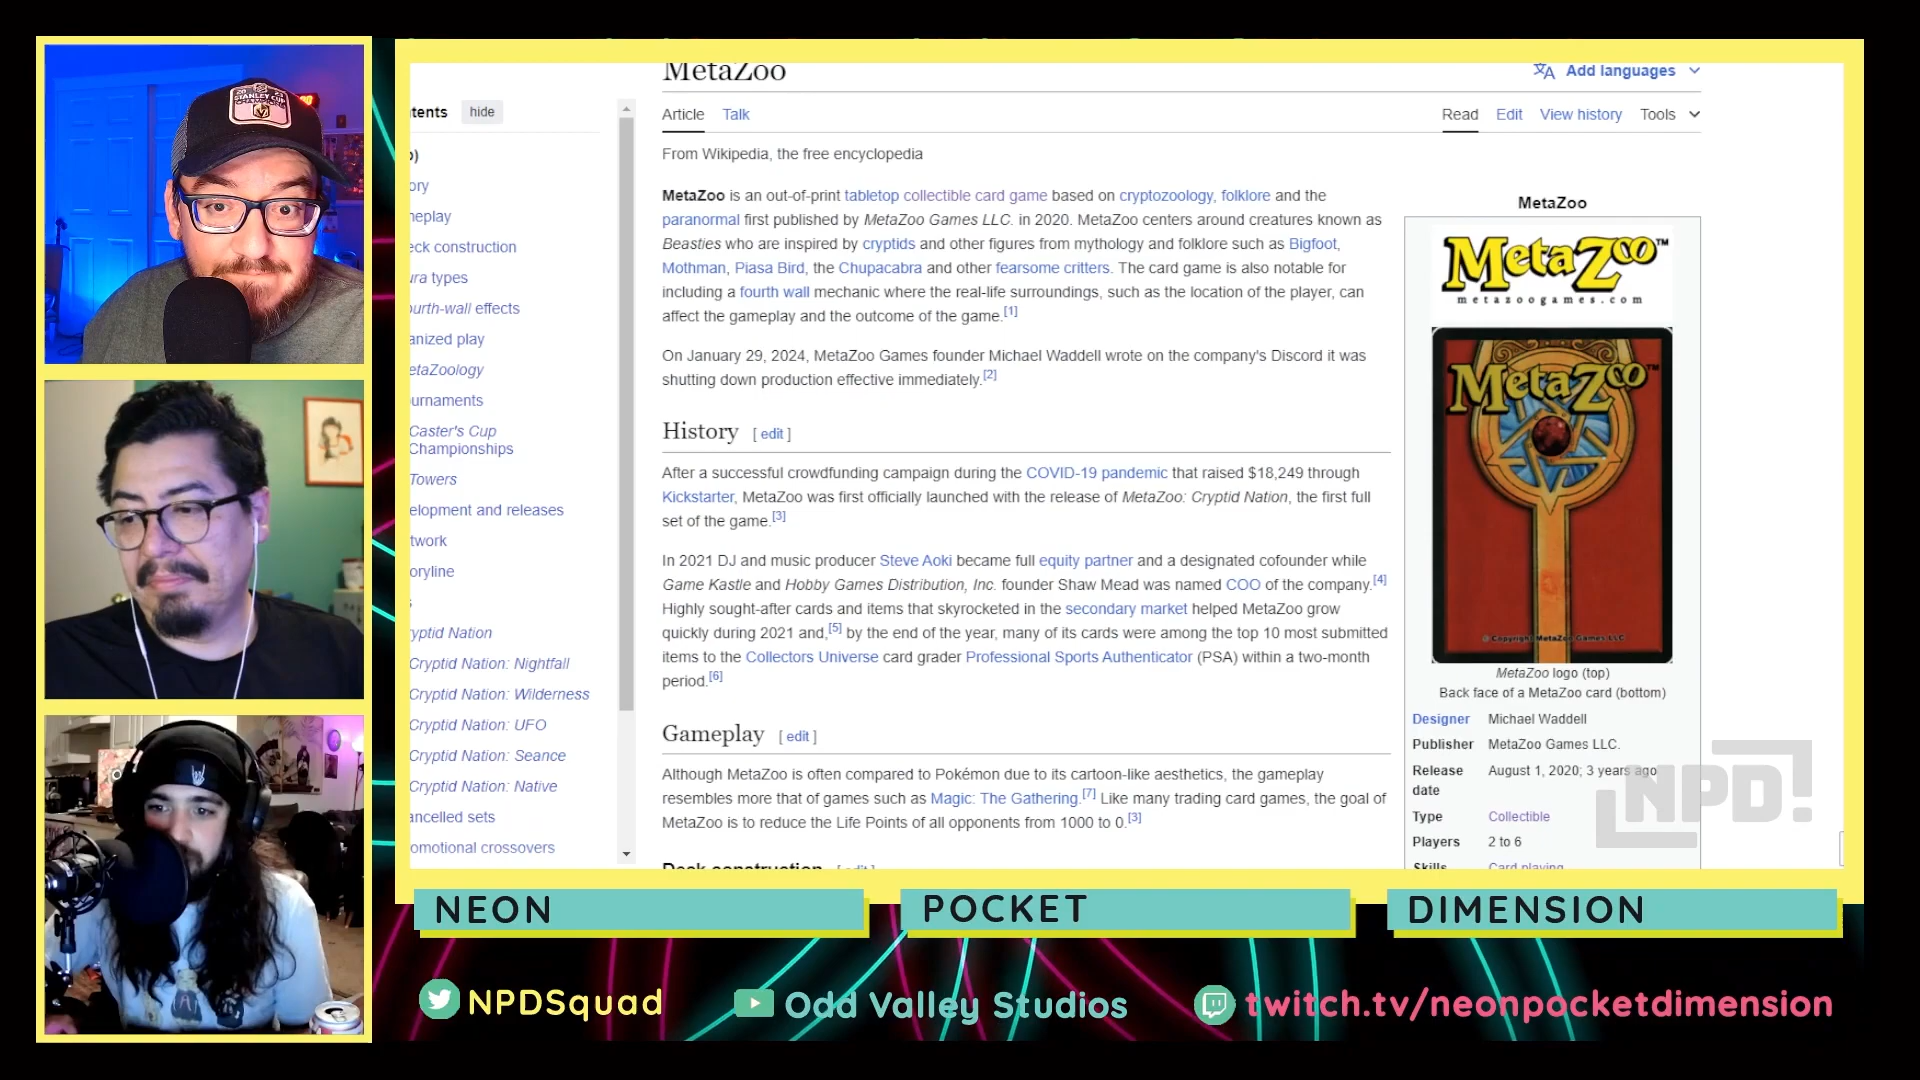 STANLEY CUP
MetaZoo
Add languages
tents
hide
Article
Talk
Read
Edit
View history
Tools
From Wikipedia, the free encyclopedia
ory
neplay
eck construction
ura types
ourth-wall effects
anized play
etaZoology
urnaments
Caster's Cup
Championships
Towers
elopment and releases
twork
oryline
s
yptid Nation
Cryptid Nation: Nightfall
Cryptid Nation: Wilderness
Cryptid Nation: UFO
Cryptid Nation: Seance
Cryptid Nation: Native
ancelled sets
omotional crossovers
MetaZoo is an out-of-print tabletop collectible card game based on cryptozoology, folklore and the
paranormal first published by MetaZoo Games LLC. in 2020. MetaZoo centers around creatures known as
Beasties who are inspired by cryptids and other figures from mythology and folklore such as Bigfoot,
Mothman, Piasa Bird, the Chupacabra and other fearsome critters. The card game is also notable for
including a fourth wall mechanic where the real-life surroundings, such as the location of the player, can
affect the gameplay and the outcome of the game.[1]
On January 29, 2024, MetaZoo Games founder Michael Waddell wrote on the company's Discord it was
shutting down production effective immediately.[2]
History [ edit ]
After a successful crowdfunding campaign during the COVID-19 pandemic that raised $18,249 through
Kickstarter, MetaZoo was first officially launched with the release of MetaZoo: Cryptid Nation, the first full
set of the game.[3]
In 2021 DJ and music producer Steve Aoki became full equity partner and a designated cofounder while
Game Kastle and Hobby Games Distribution, Inc. founder Shaw Mead was named COO of the company.[4]
Highly sought-after cards and items that skyrocketed in the secondary market helped MetaZoo grow
quickly during 2021 and,[5] by the end of the year, many of its cards were among the top 10 most submitted
items to the Collectors Universe card grader Professional Sports Authenticator (PSA) within a two-month
period.[6]
Gameplay [ edit ]
Although MetaZoo is often compared to Pokémon due to its cartoon-like aesthetics, the gameplay
resembles more that of games such as Magic: The Gathering.[7] Like many trading card games, the goal of
MetaZoo is to reduce the Life Points of all opponents from 1000 to 0.[3]
Deck construction [ edit ]
MetaZoo
MetaZoo™
metazoogames.com
MetaZoo™
© Copyright MetaZoo Games LLC
MetaZoo logo (top)
Back face of a MetaZoo card (bottom)
Designer Michael Waddell
Publisher MetaZoo Games LLC.
Release August 1, 2020; 3 years ago
date
Type Collectible
Players 2 to 6
Skills Card playing
NPD!
NEON
POCKET
DIMENSION
NPDSquad
Odd Valley Studios
twitch.tv/neonpocketdimension